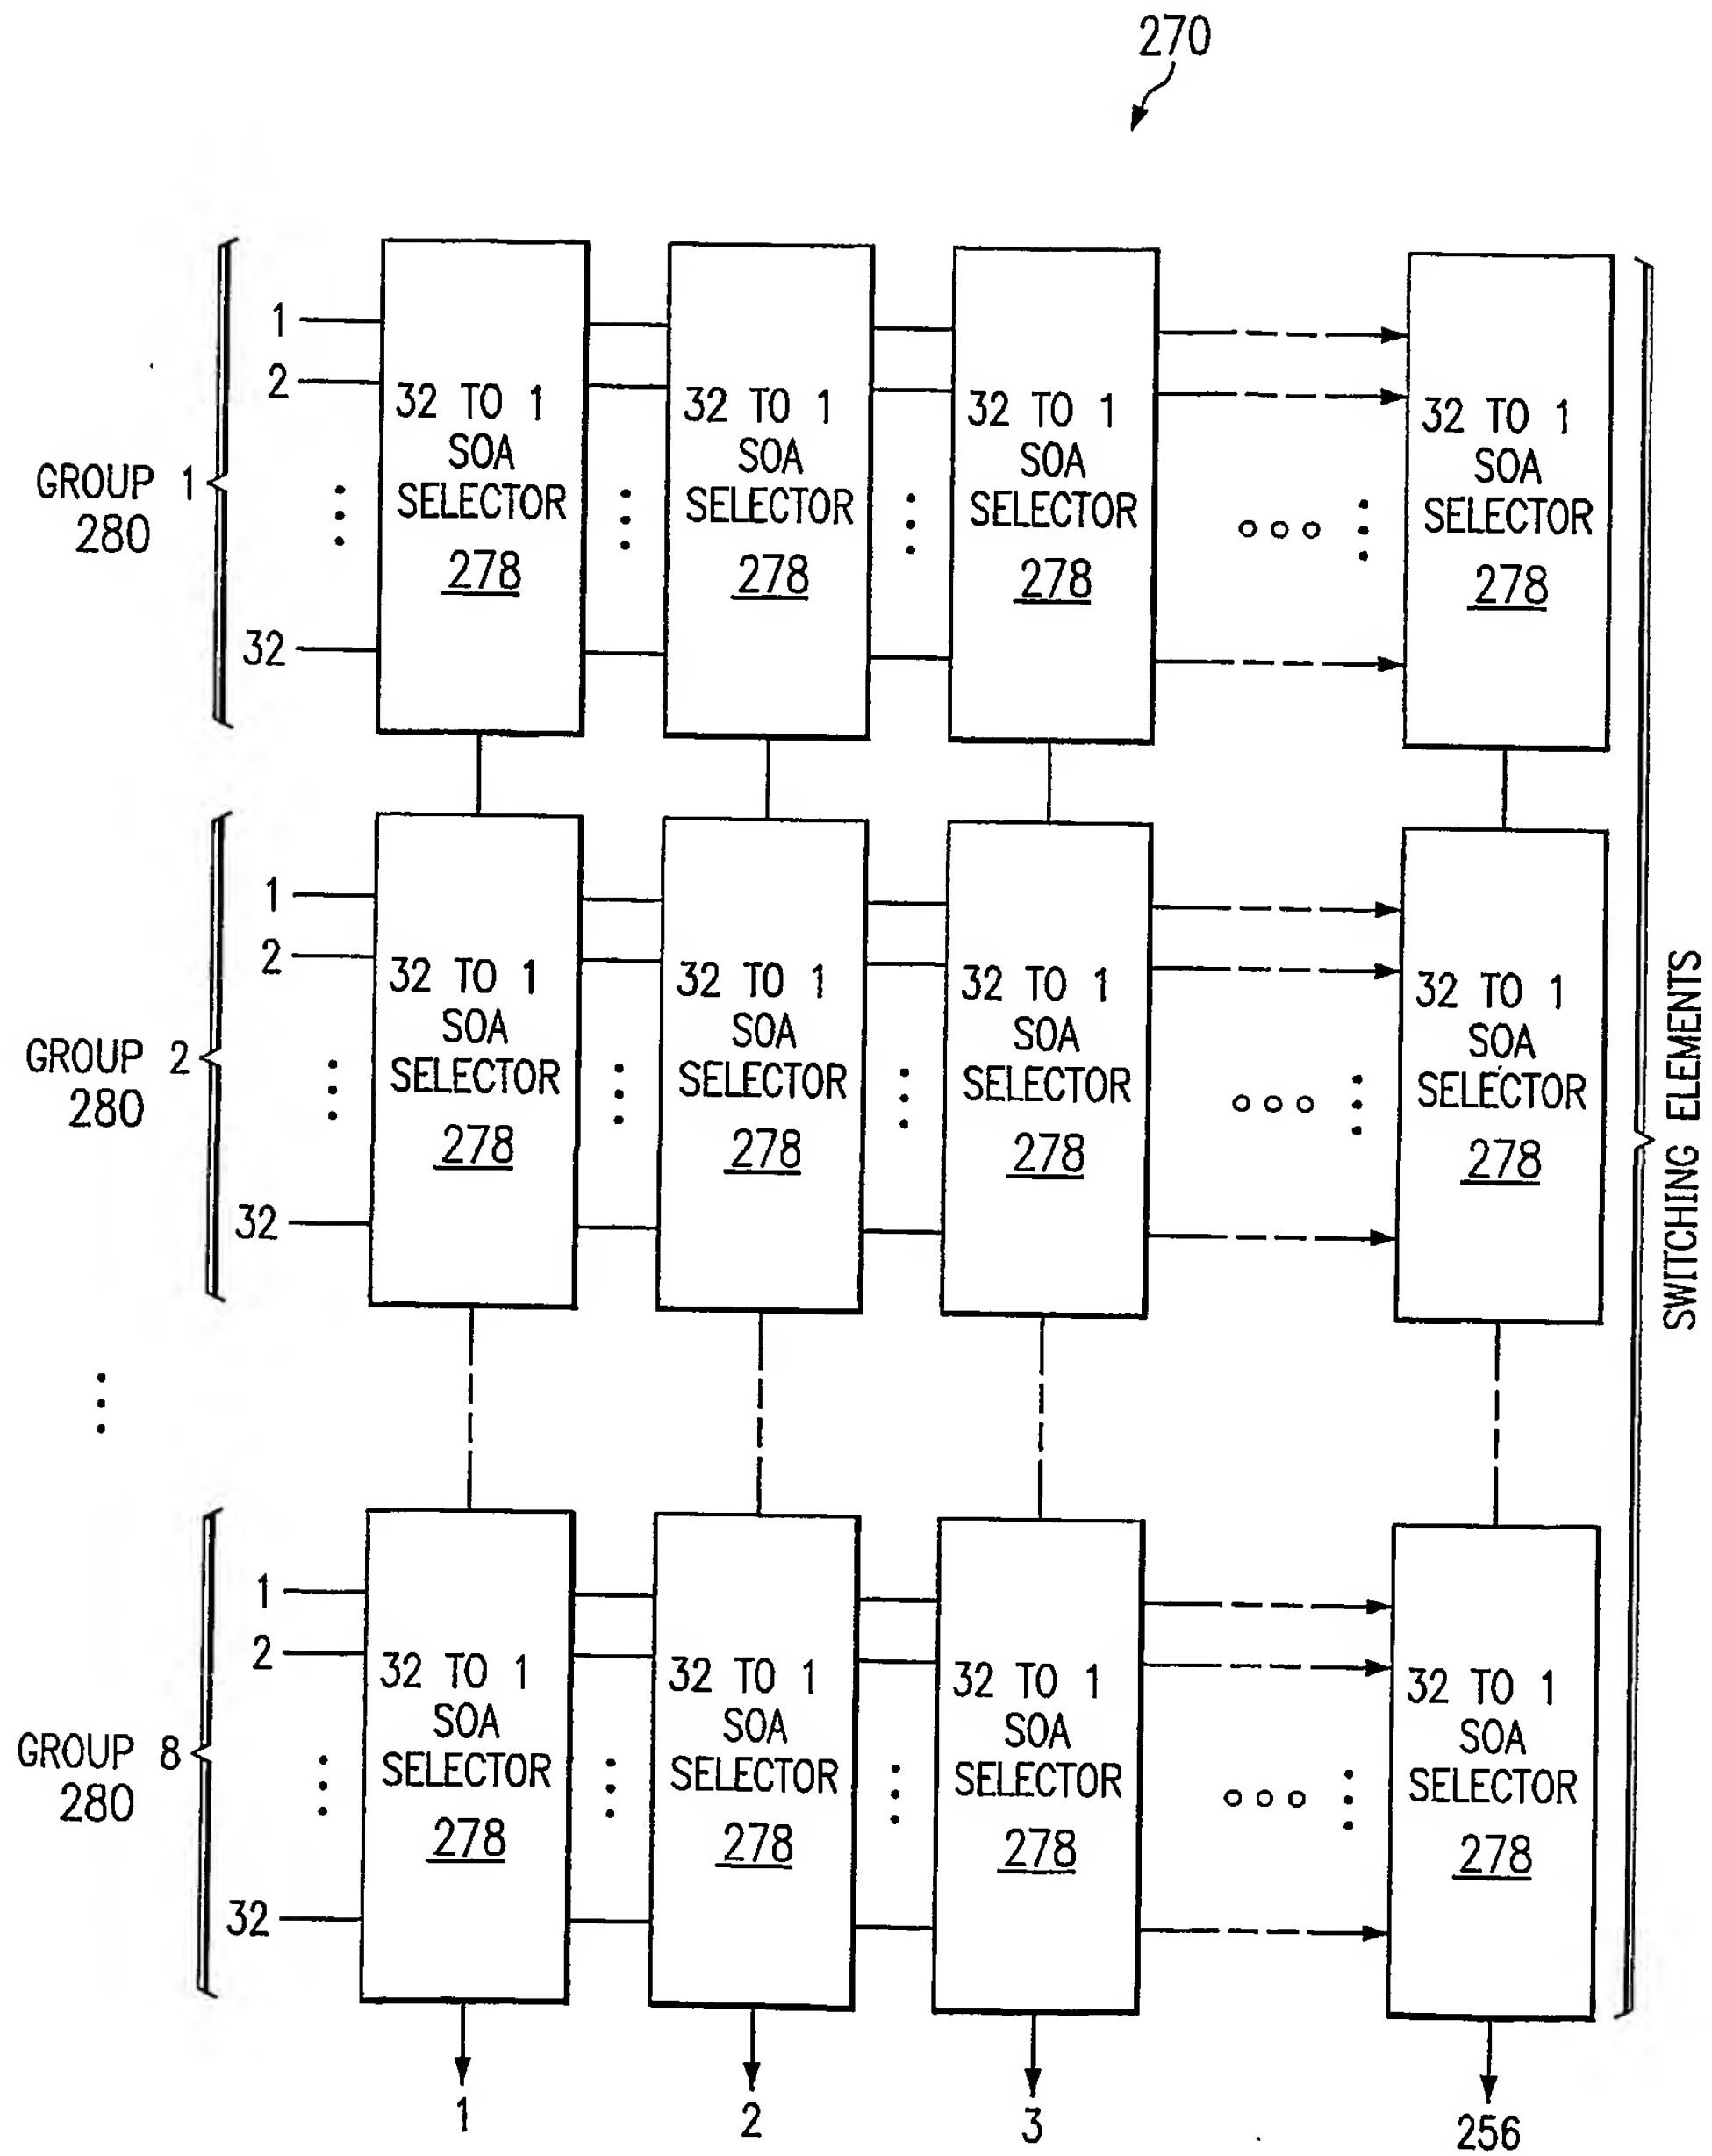 270
1
2
GROUP 1
280
32
32 TO 1
SOA
SELECTOR
278
32 TO 1
SOA
SELECTOR
278
32 TO 1
SOA
SELECTOR
278
32 TO 1
SOA
SELECTOR
278
1
2
GROUP 2
280
32
32 TO 1
SOA
SELECTOR
278
32 TO 1
SOA
SELECTOR
278
32 TO 1
SOA
SELECTOR
278
32 TO 1
SOA
SELECTOR
278
SWITCHING ELEMENTS
1
2
GROUP 8
280
32
32 TO 1
SOA
SELECTOR
278
32 TO 1
SOA
SELECTOR
278
32 TO 1
SOA
SELECTOR
278
32 TO 1
SOA
SELECTOR
278
1
2
3
256